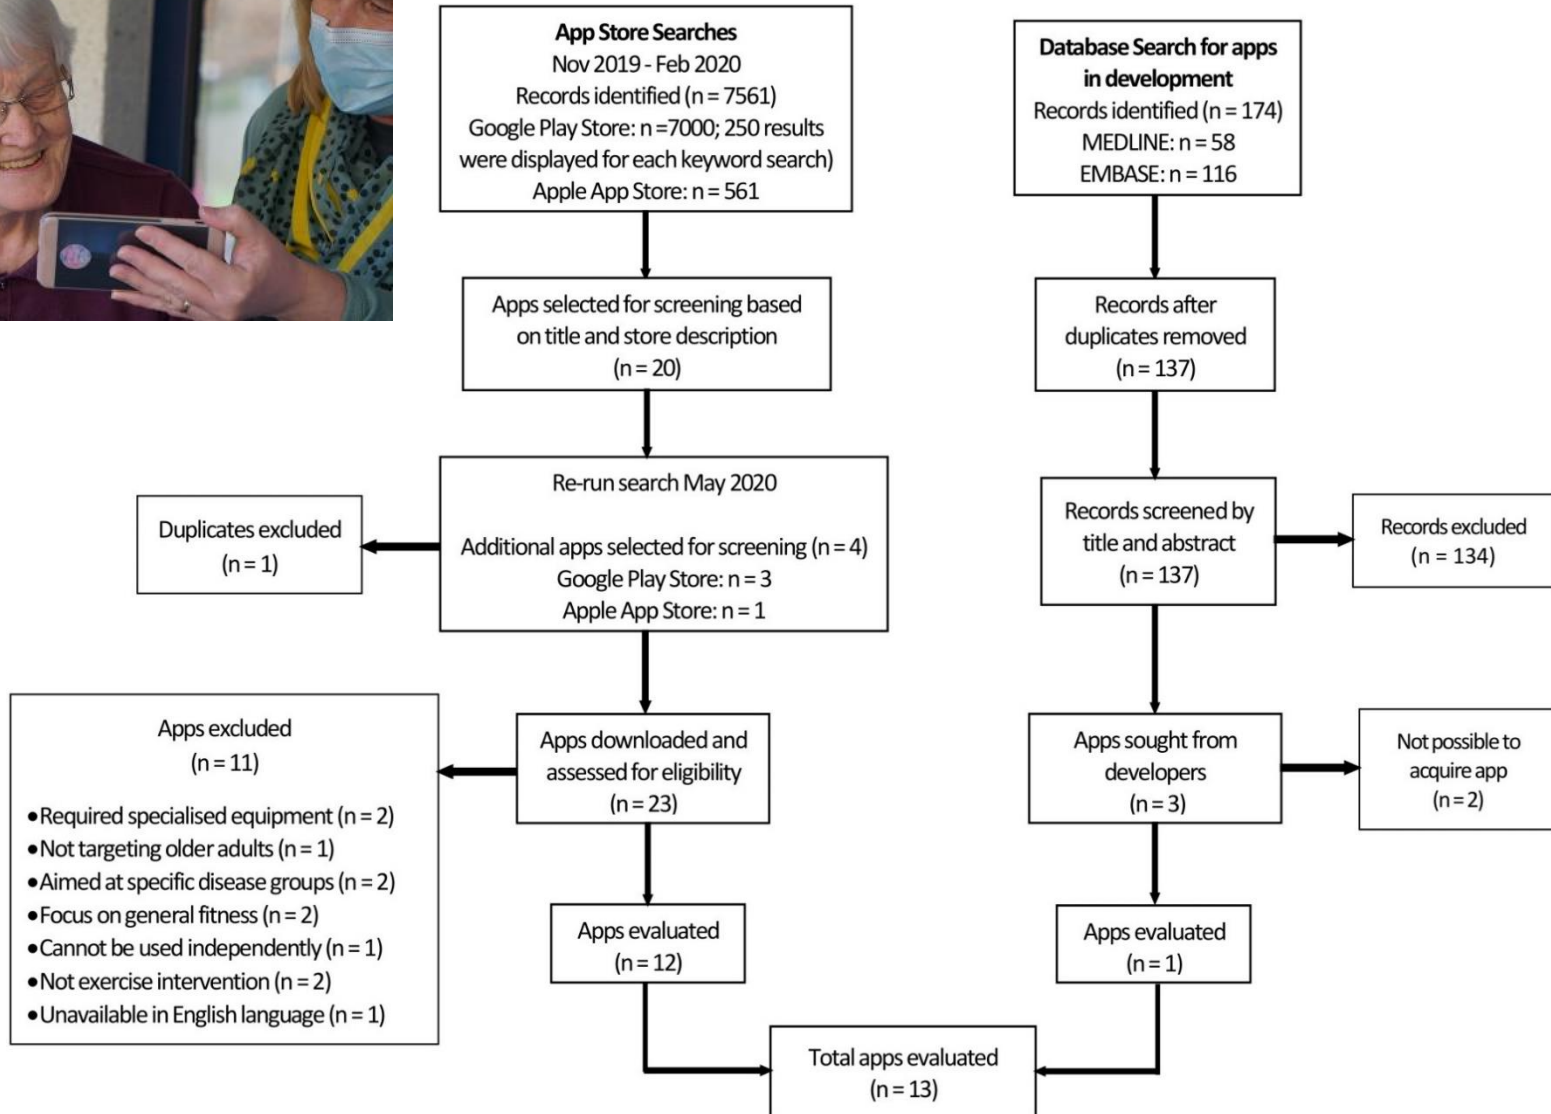 App Store Searches
Nov 2019 - Feb 2020
Records identified (n = 7561)
Google Play Store: n =7000; 250 results
were displayed for each keyword search)
Apple App Store: n = 561
Database Search for apps
in development
Records identified (n = 174)
MEDLINE: n = 58
EMBASE: n = 116
Apps selected for screening based
on title and store description
(n = 20)
Records after
duplicates removed
(n = 137)
Re-run search May 2020
Additional apps selected for screening (n = 4)
Google Play Store: n = 3
Apple App Store: n = 1
Duplicates excluded
(n = 1)
Records screened by
title and abstract
(n = 137)
Records excluded
(n = 134)
Apps excluded
(n = 11)
•Required specialised equipment (n = 2)
•Not targeting older adults (n = 1)
•Aimed at specific disease groups (n = 2)
•Focus on general fitness (n = 2)
•Cannot be used independently (n = 1)
•Not exercise intervention (n = 2)
•Unavailable in English language (n = 1)
Apps downloaded and
assessed for eligibility
(n = 23)
Apps sought from
developers
(n = 3)
Not possible to
acquire app
(n = 2)
Apps evaluated
(n = 12)
Apps evaluated
(n = 1)
Total apps evaluated
(n = 13)